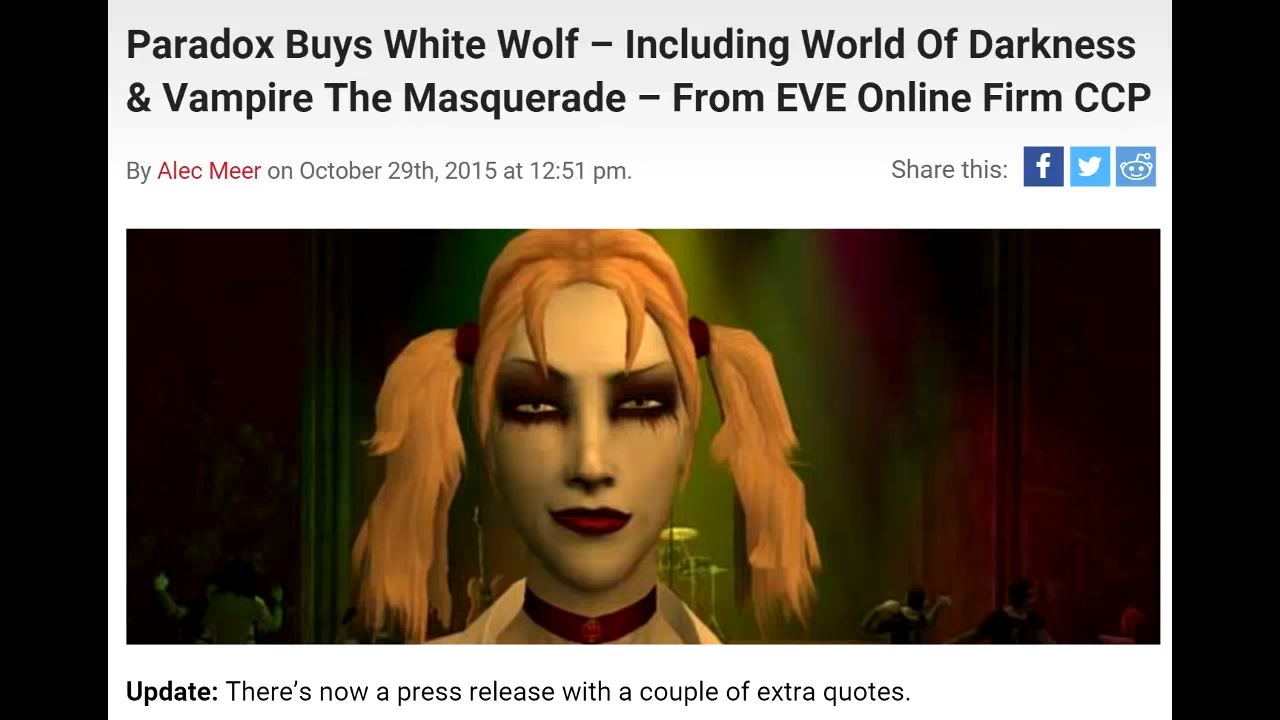 Paradox Buys White Wolf – Including World Of Darkness
& Vampire The Masquerade – From EVE Online Firm CCP
By Alec Meer on October 29th, 2015 at 12:51 pm.
Share this:
Update: There’s now a press release with a couple of extra quotes.